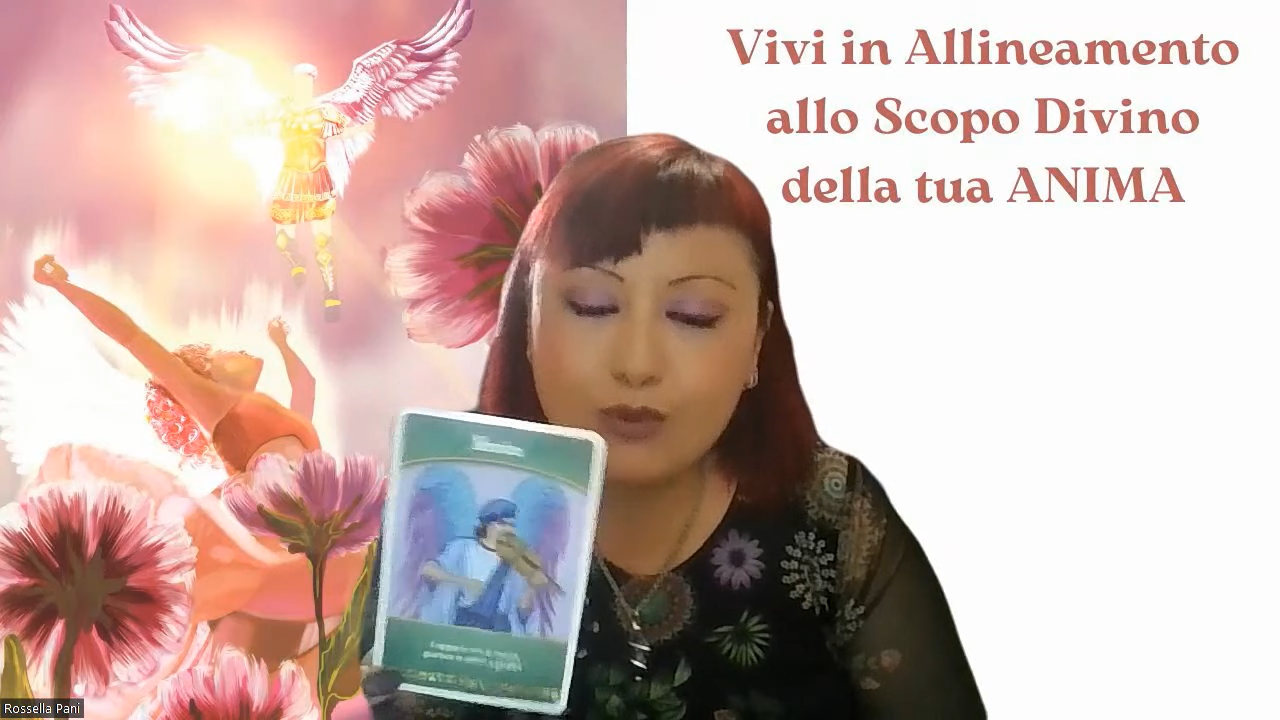 Vivi in Allineamento
allo Scopo Divino
della tua ANIMA
Rossella Pani